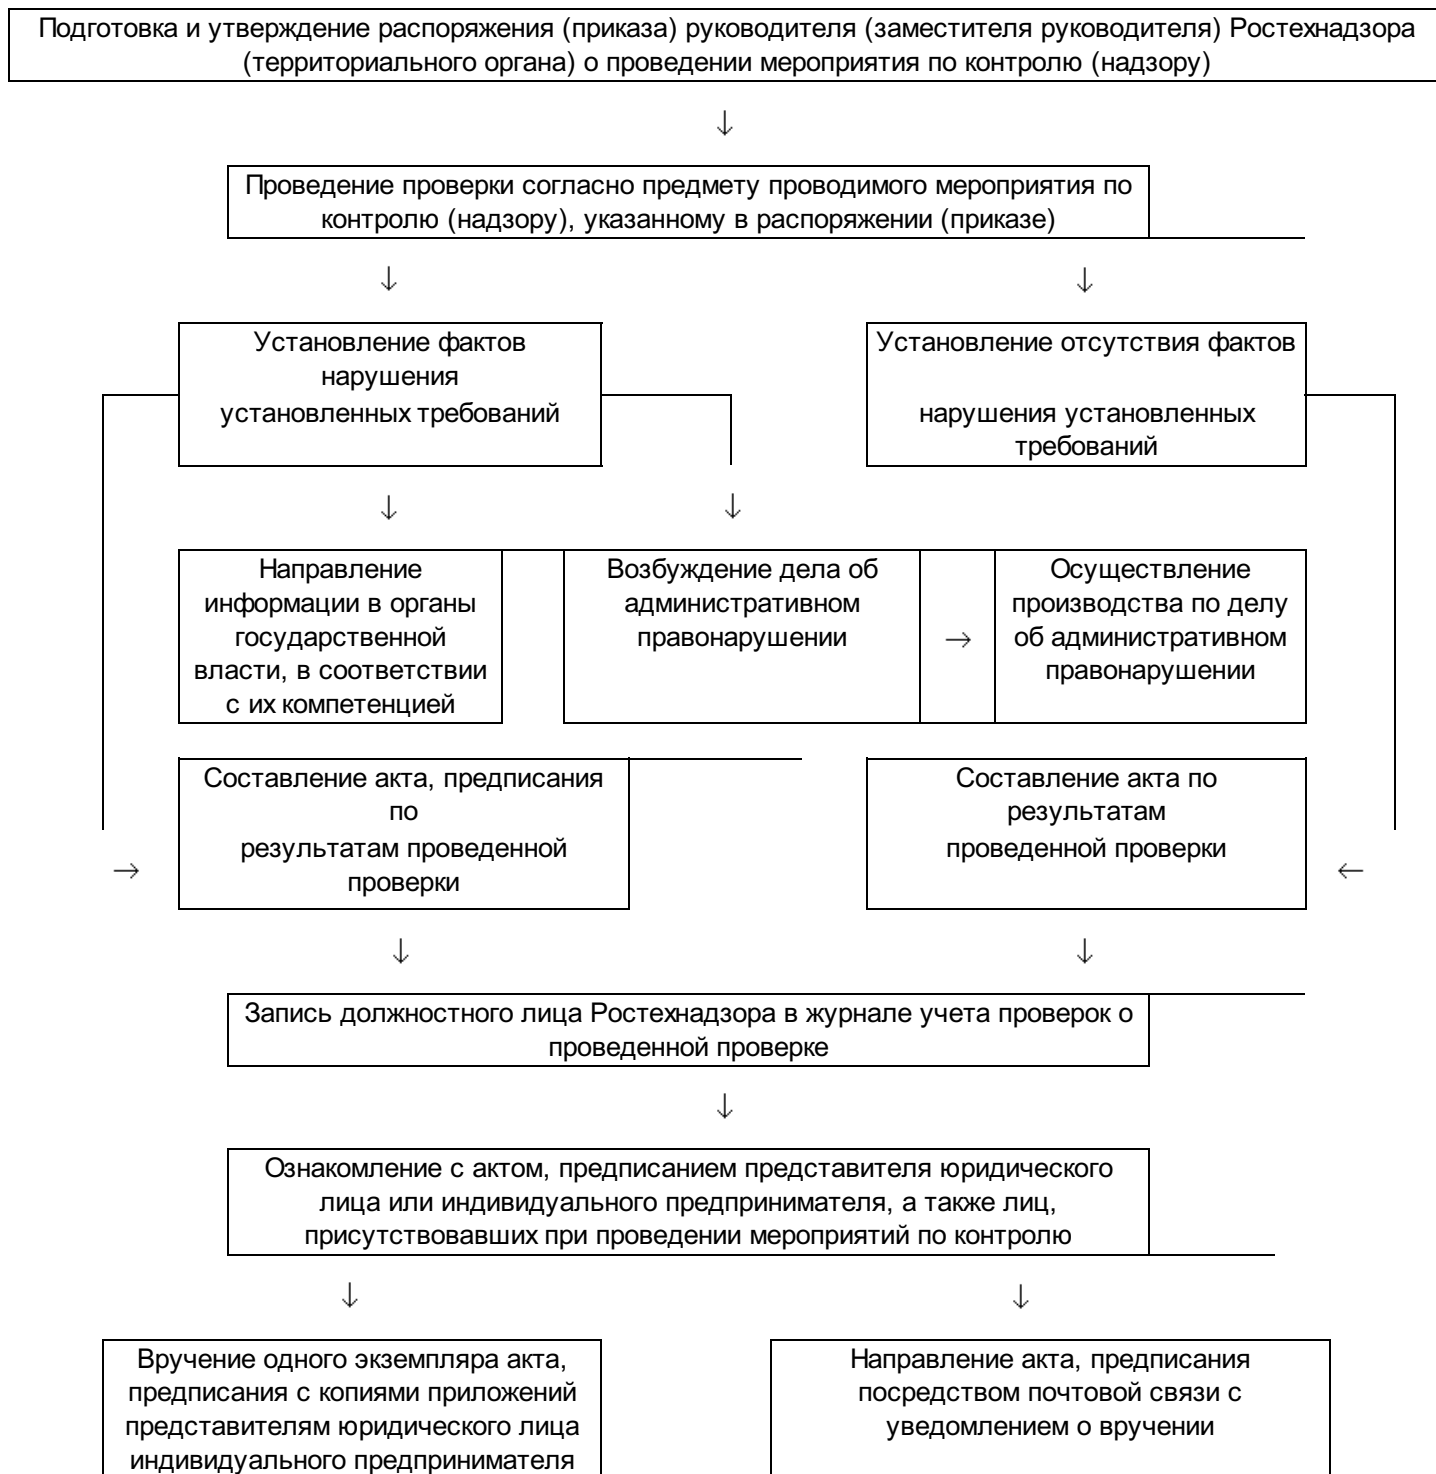 Подготовка и утверждение распоряжения (приказа) руководителя (заместителя руководителя) Ростехнадзора
(территориального органа) о проведении мероприятия по контролю (надзору)
↓
Проведение проверки согласно предмету проводимого мероприятия по
контролю (надзору), указанному в распоряжении (приказе)
↓ ↓
Установление фактов
нарушения
установленных требований
Установление отсутствия фактов
нарушения установленных
требований
↓ ↓
Направление
информации в органы
государственной
власти, в соответствии
с их компетенцией
Возбуждение дела об
административном
правонарушении
→
Осуществление
производства по делу
об административном
правонарушении
→
Составление акта, предписания
по
результатам проведенной
проверки
Составление акта по
результатам
проведенной проверки
←
↓ ↓
Запись должностного лица Ростехнадзора в журнале учета проверок о
проведенной проверке
↓
Ознакомление с актом, предписанием представителя юридического
лица или индивидуального предпринимателя, а также лиц,
присутствовавших при проведении мероприятий по контролю
↓ ↓
Вручение одного экземпляра акта,
предписания с копиями приложений
представителям юридического лица
индивидуального предпринимателя
Направление акта, предписания
посредством почтовой связи с
уведомлением о вручении